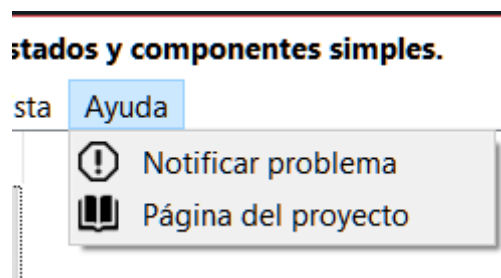 stados y componentes simples.
sta Ayuda
Notificar problema
Página del proyecto